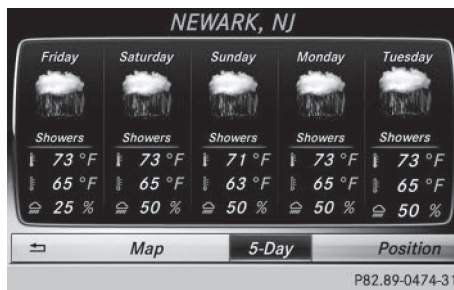 NEWARK, NJ
Friday Saturday Sunday Monday Tuesday
Showers Showers Showers Showers Showers
73 °F 73 °F 71 °F 73 °F 73 °F
65 °F 65 °F 63 °F 65 °F 65 °F
25 % 50 % 50 % 50 % 50 %
Map 5-Day Position
P82.89-0474-31